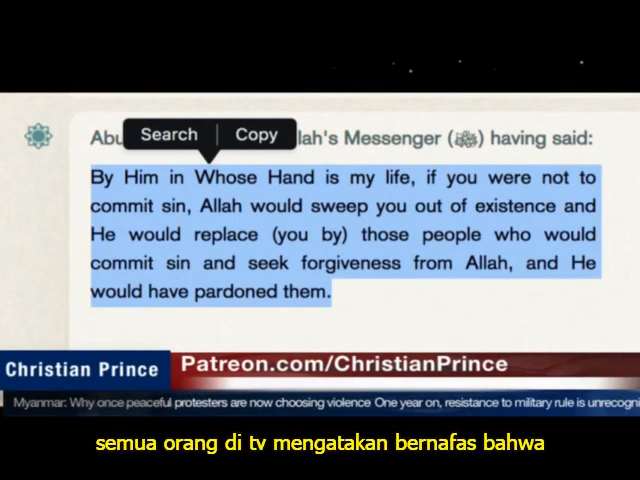 Search | Copy
Abu lah's Messenger (ﷺ) having said:
By Him in Whose Hand is my life, if you were not to
commit sin, Allah would sweep you out of existence and
He would replace (you by) those people who would
commit sin and seek forgiveness from Allah, and He
would have pardoned them.
Christian Prince
Patreon.com/ChristianPrince
Myanmar: Why once peaceful protesters are now choosing violence One year on, resistance to military rule is unrecogni
semua orang di tv mengatakan bernafas bahwa